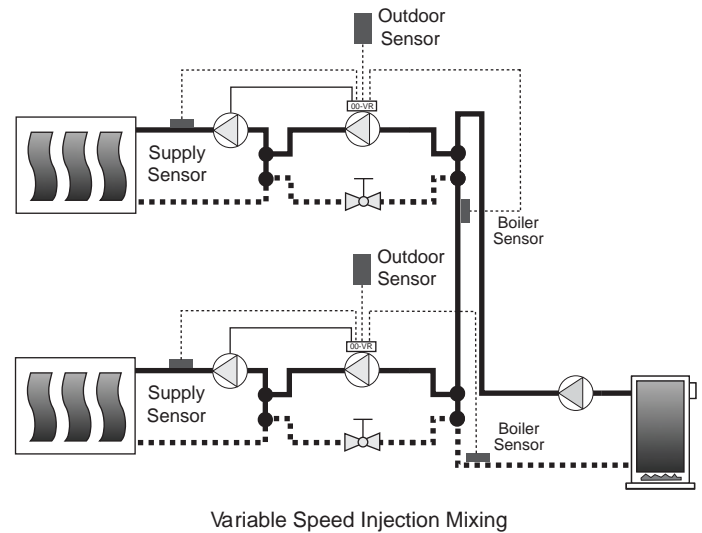 Outdoor
Sensor
00-VR
Supply
Sensor
Boiler
Sensor
Outdoor
Sensor
00-VR
Supply
Sensor
Boiler
Sensor
Variable Speed Injection Mixing